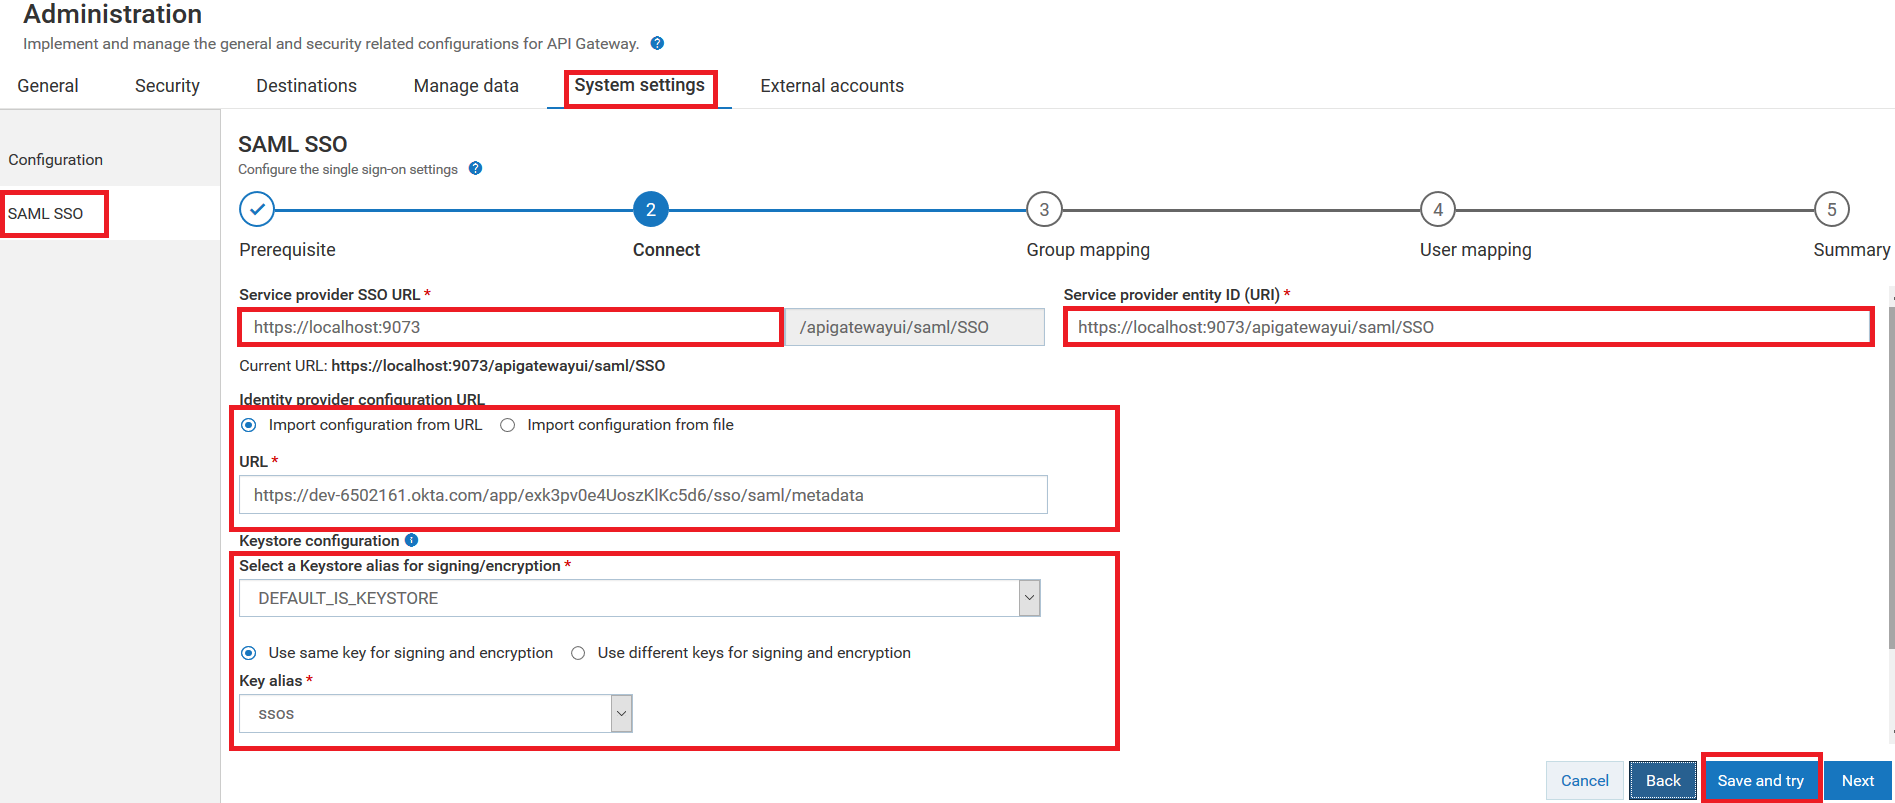 Administration
Implement and manage the general and security related configurations for API Gateway. ?
General Security Destinations Manage data System settings External accounts
Configuration
SAML SSO
SAML SSO
Configure the single sign-on settings ?
2 3 4 5
Prerequisite Connect Group mapping User mapping Summary
Service provider SSO URL * Service provider entity ID (URI) *
https://localhost:9073 /apigatewayui/saml/SSO https://localhost:9073/apigatewayui/saml/SSO
Current URL: https://localhost:9073/apigatewayui/saml/SSO
Identity provider configuration URL
Import configuration from URL Import configuration from file
URL *
https://dev-6502161.okta.com/app/exk3pv0e4UoszKlKc5d6/sso/saml/metadata
Keystore configuration i
Select a Keystore alias for signing/encryption *
DEFAULT_IS_KEYSTORE
Use same key for signing and encryption Use different keys for signing and encryption
Key alias *
ssos
Cancel Back Save and try Next